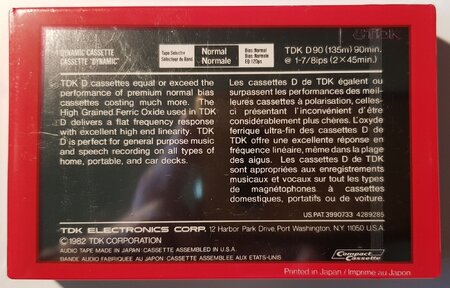 TDK
DYNAMIC CASSETTE
CASSETTE "DYNAMIC"
Tape Selector
Sélecteur de Band.
Normal
Normale
Bias Normal
Bias Normal
EQ 120µs
TDK D90 (135m) 90min.
@ 1-7/8ips (2×45min.)
TDK D cassettes equal or exceed the
performance of premium normal bias
cassettes costing much more. The
High Grained Ferric Oxide used in TDK
D delivers a flat frequency response
with excellent high end linearity. TDK
D is perfect for general purpose music
and speech recording on all types of
home, portable, and car decks.
Les cassettes D de TDK égalent ou
surpassent les performances des meil-
leures cassettes à polarisation, celles-
ci présentant l'inconvénient d'être
considérablement plus chères. L'oxyde
ferrique ultra-fin des cassettes D de
TDK offre une excellente réponse en
fréquence linéaire, même dans la plage
des aigus. Les cassettes D de TDK
sont appropriées aux enregistrements
musicaux et vocaux sur tout les types
de magnétophones à cassettes
domestiques, portatifs ou de voiture.
US.PAT.3990733 4289285
TDK ELECTRONICS CORP. 12 Harbor Park Drive, Port Washington, N.Y. 11050 U.S.A.
©1982 TDK CORPORATION
AUDIO TAPE MADE IN JAPAN CASSETTE ASSEMBLED IN U.S.A.
BANDE AUDIO FABRIQUEE AU JAPON CASSETTE ASSEMBLEE AUX ETATS-UNIS
Compact
Cassette
Printed in Japan / Imprime au Japon